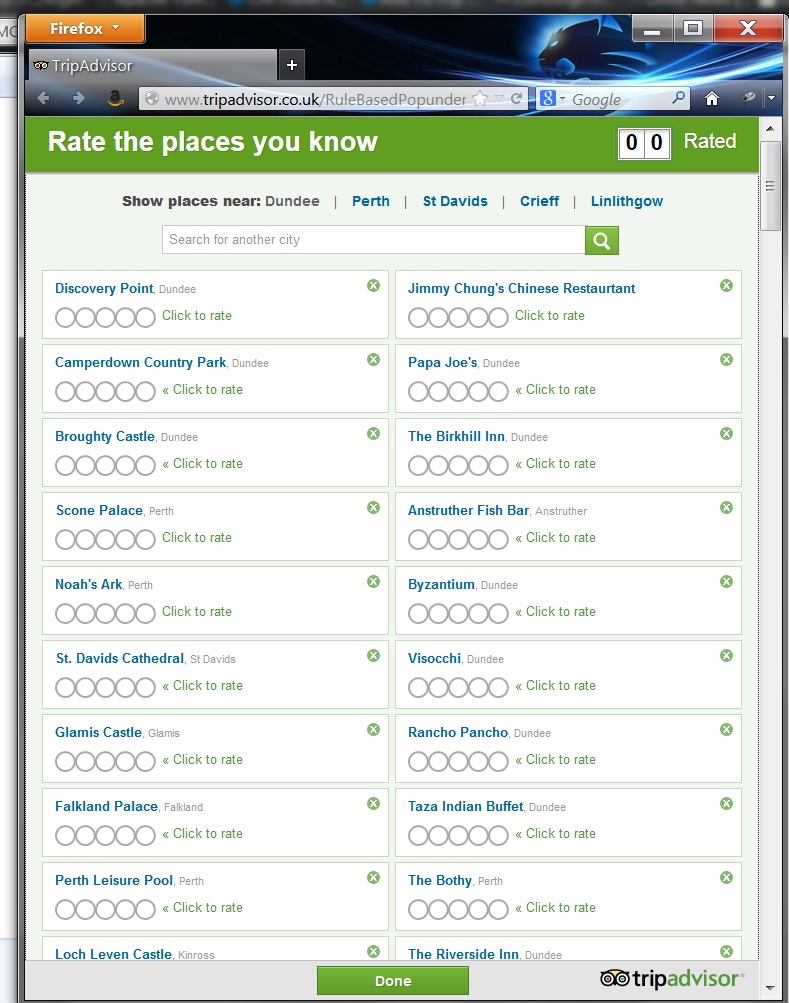 Firefox
TripAdvisor
www.tripadvisor.co.uk/RuleBasedPopunder
Google
Rate the places you know
0 0 Rated
Show places near: Dundee | Perth | St Davids | Crieff | Linlithgow
Search for another city
Discovery Point, Dundee
Click to rate
Jimmy Chung's Chinese Restaurtant
Click to rate
Camperdown Country Park, Dundee
« Click to rate
Papa Joe's, Dundee
« Click to rate
Broughty Castle, Dundee
« Click to rate
The Birkhill Inn, Dundee
« Click to rate
Scone Palace, Perth
Click to rate
Anstruther Fish Bar, Anstruther
« Click to rate
Noah's Ark, Perth
Click to rate
Byzantium, Dundee
« Click to rate
St. Davids Cathedral, St Davids
« Click to rate
Visocchi, Dundee
« Click to rate
Glamis Castle, Glamis
« Click to rate
Rancho Pancho, Dundee
« Click to rate
Falkland Palace, Falkland
« Click to rate
Taza Indian Buffet, Dundee
« Click to rate
Perth Leisure Pool, Perth
« Click to rate
The Bothy, Perth
« Click to rate
Loch Leven Castle, Kinross
The Riverside Inn, Dundee
Done
tripadvisor